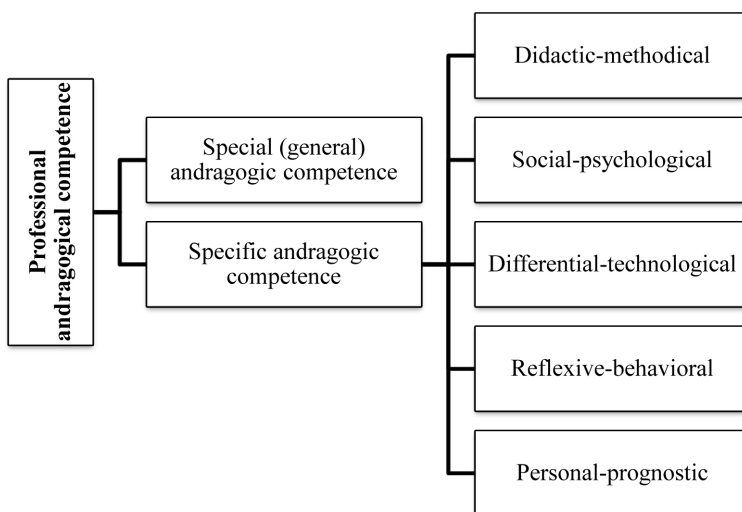 Professional
andragogical competence
Special (general)
andragogic competence
Specific andragogic
competence
Didactic-methodical
Social-psychological
Differential-technological
Reflexive-behavioral
Personal-prognostic